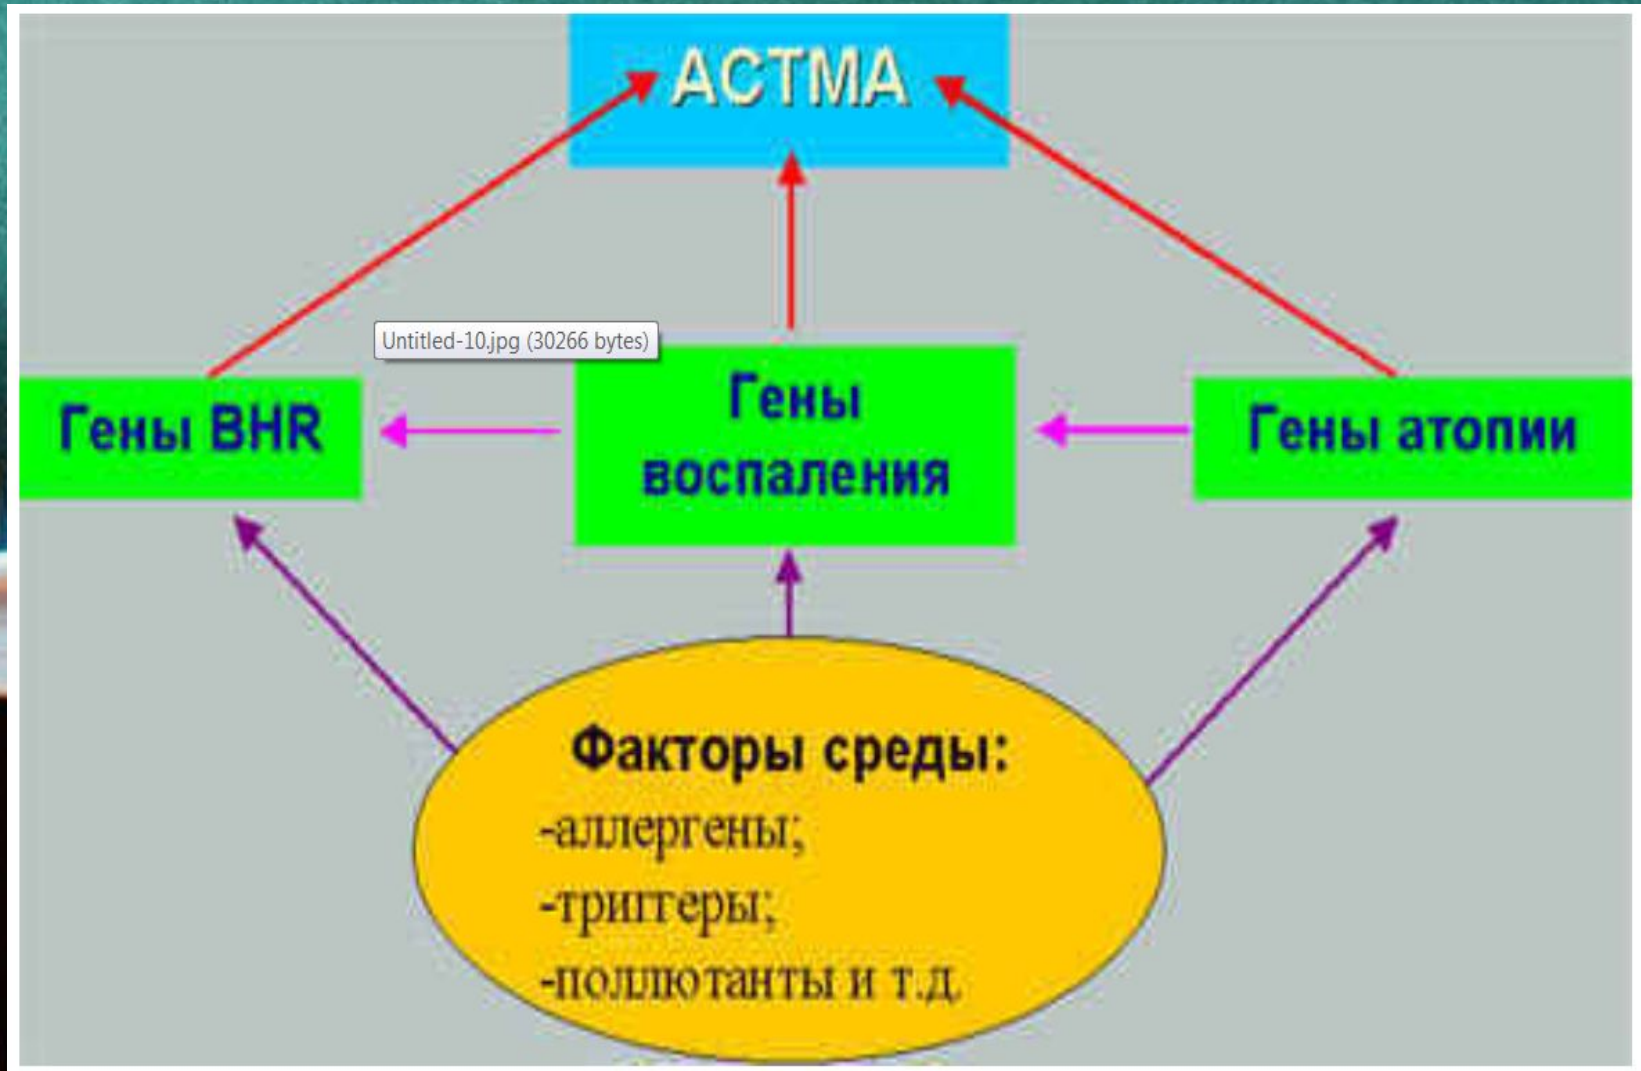 АСТМА
Untitled-10.jpg (30266 bytes)
Гены BHR
Гены
воспаления
Гены атопии
Факторы среды:
-аллергены;
-триггеры;
-поллютанты и т.д.